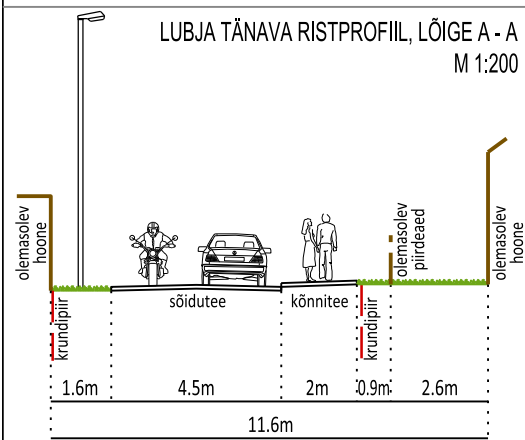 LUBJA TÄNAVA RISTPROFIIL, LÕIGE A - A
M 1:200
olemasolev
hoone
olemasolev
piirdeaed
olemasolev
hoone
sõidutee
kõnnitee
krundipiir
krundipiir
1.6m
4.5m
2m
0.9m
2.6m
11.6m